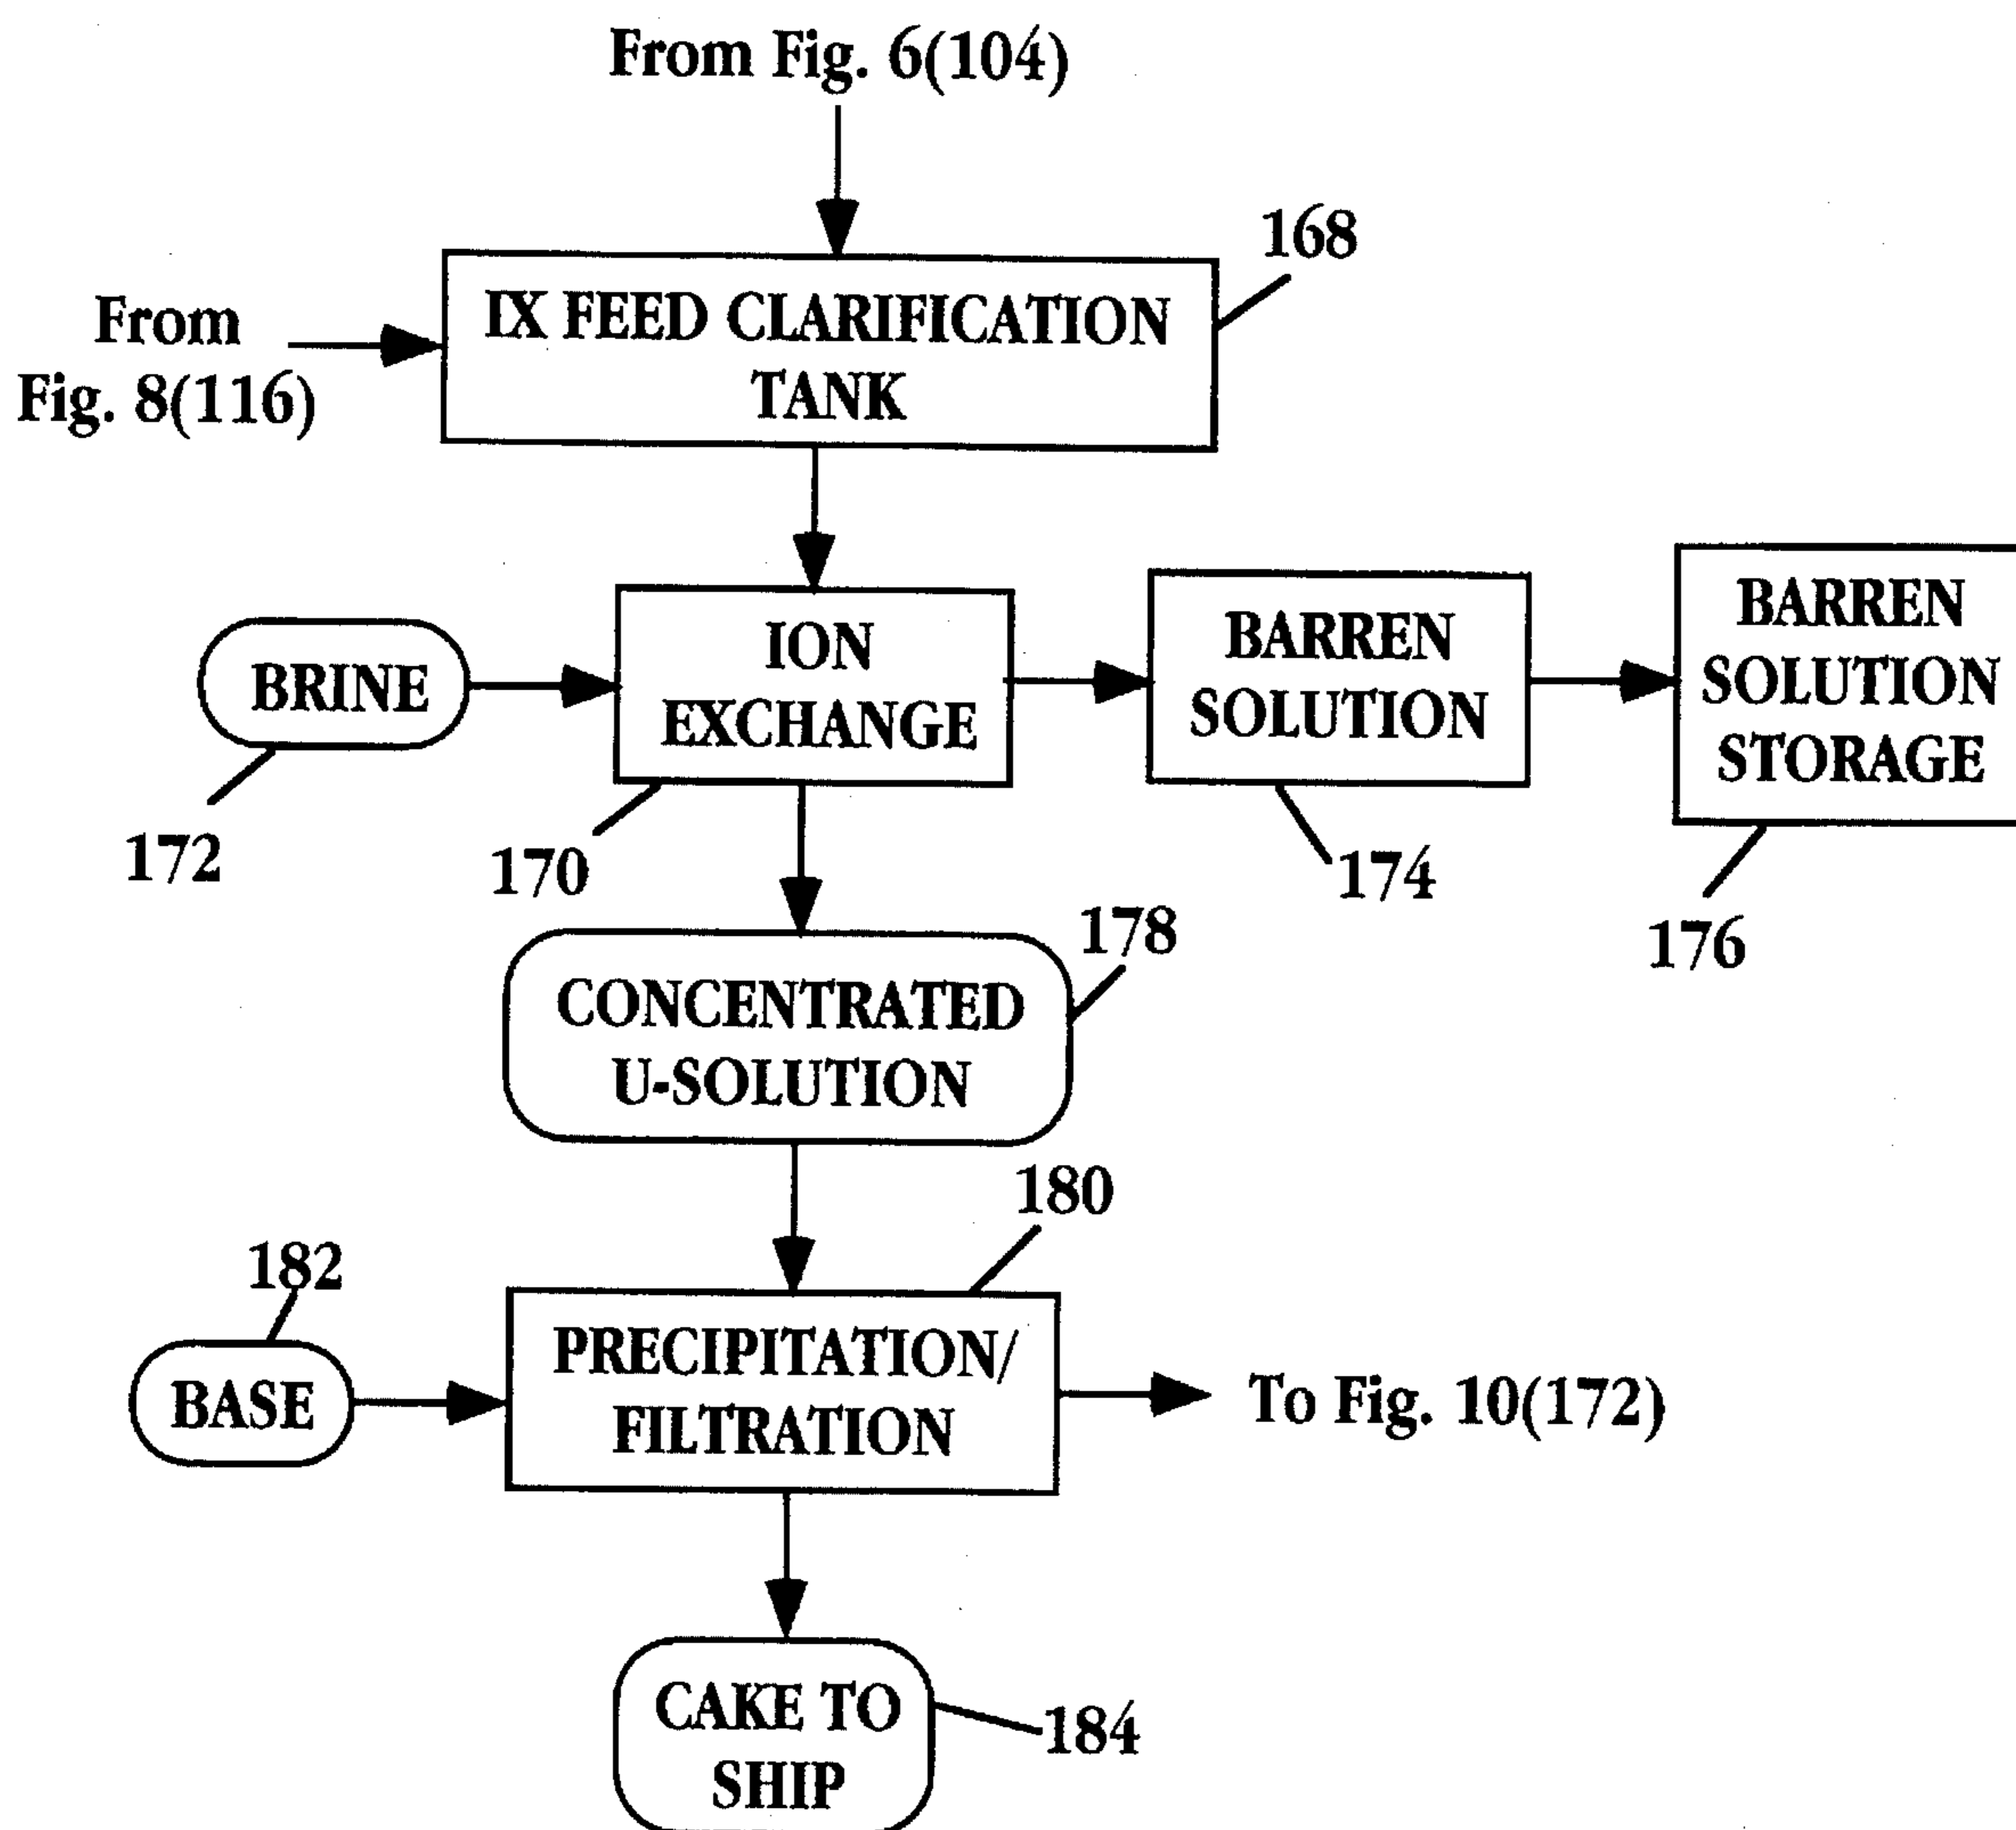 From Fig. 6(104)
168
IX FEED CLARIFICATION
TANK
From
Fig. 8(116)
ION
EXCHANGE
BRINE
BARREN
SOLUTION
BARREN
SOLUTION
STORAGE
172
170
174
176
178
CONCENTRATED
U-SOLUTION
180
182
PRECIPITATION/
FILTRATION
BASE
To Fig. 10(172)
CAKE TO
SHIP
184